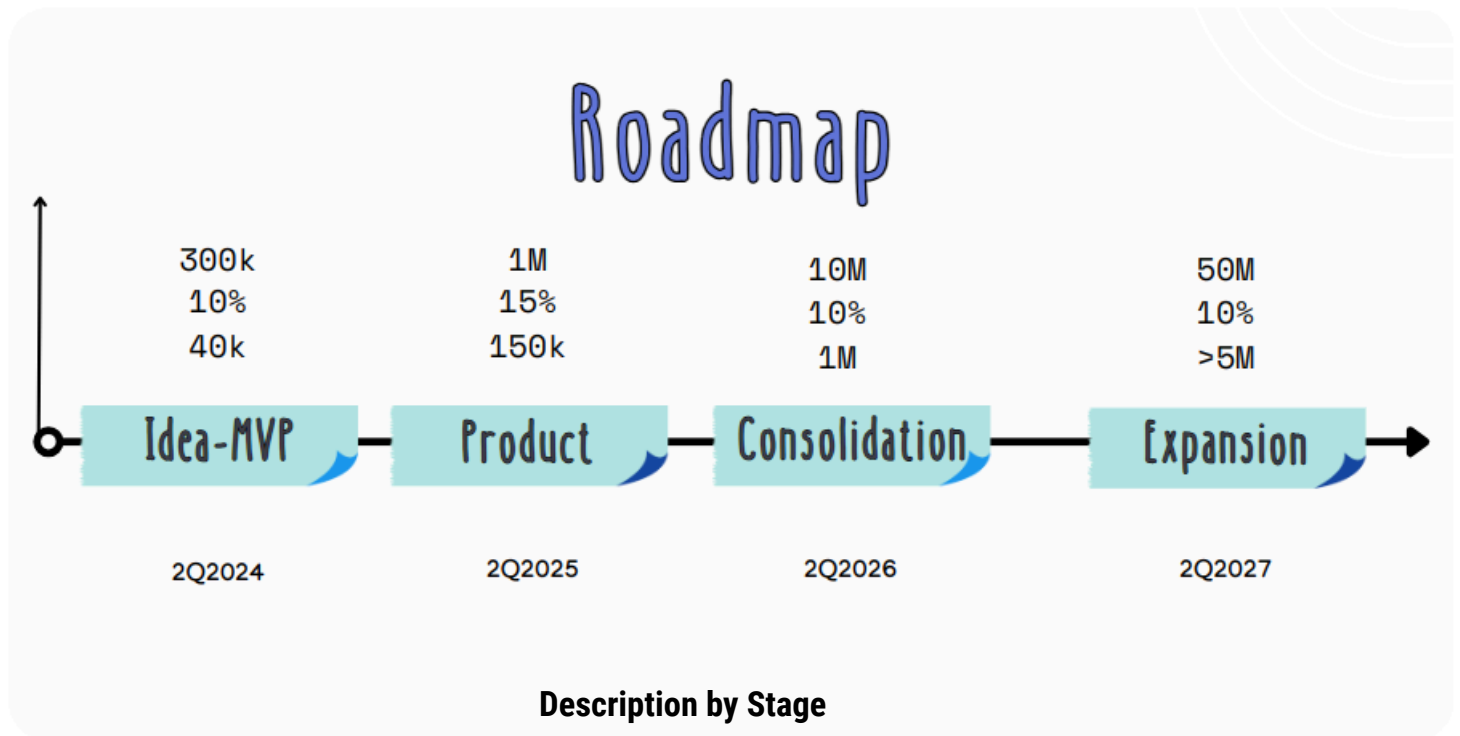 Roadmap
300k
10%
40k
1M
15%
150k
10M
10%
1M
50M
10%
>5M
Idea-MVP
Product
Consolidation
Expansion
2Q2024
2Q2025
2Q2026
2Q2027
Description by Stage